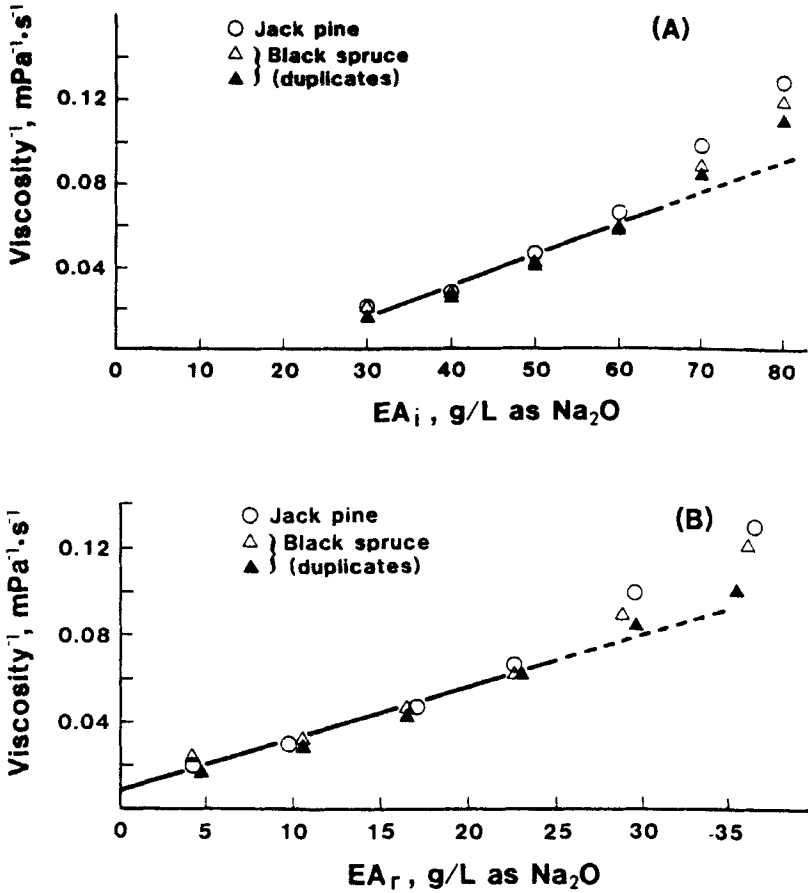 (A)
○ Jack pine
△ } Black spruce
▲ } (duplicates)
Viscosity⁻¹, mPa⁻¹·s⁻¹
0.12
0.08
0.04
0 10 20 30 40 50 60 70 80
EAᵢ, g/L as Na₂O
(B)
○ Jack pine
△ } Black spruce
▲ } (duplicates)
Viscosity⁻¹, mPa⁻¹·s⁻¹
0.12
0.08
0.04
0 5 10 15 20 25 30 -35
EAᵣ, g/L as Na₂O